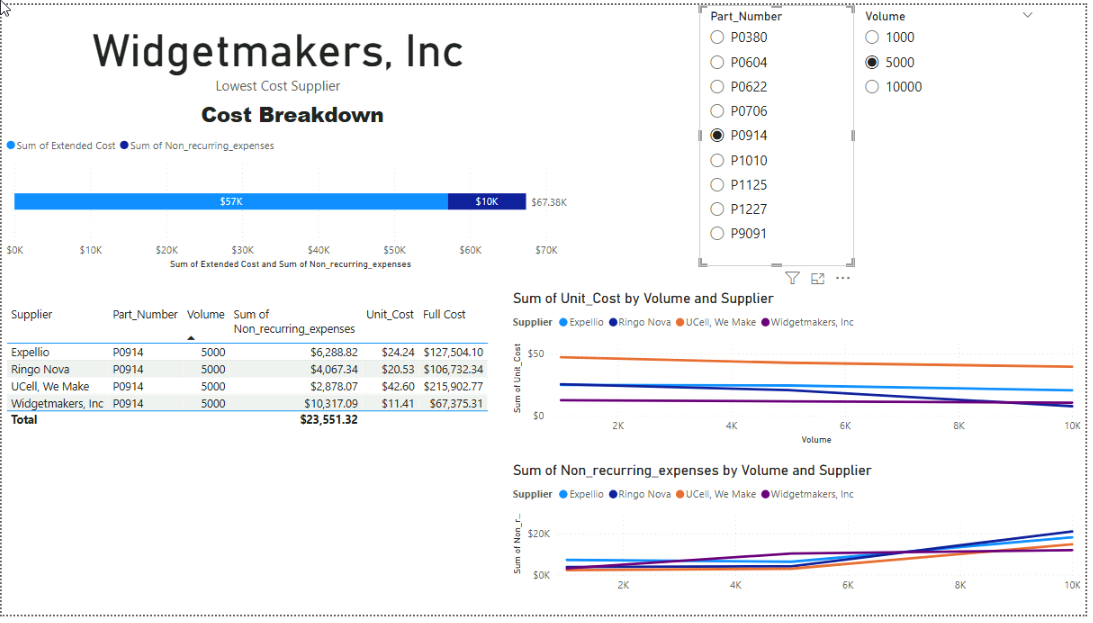 Widgetmakers, Inc
Lowest Cost Supplier
Cost Breakdown
Sum of Extended Cost Sum of Non_recurring_expenses
$57K $10K $67.38K
$0K $10K $20K $30K $40K $50K $60K $70K
Sum of Extended Cost and Sum of Non_recurring_expenses
Part_Number
P0380
P0604
P0622
P0706
P0914
P1010
P1125
P1227
P9091
Volume
1000
5000
10000
Supplier Part_Number Volume Sum of Unit_Cost Full Cost
Non_recurring_expenses
Expellio P0914 5000 $6,288.82 $24.24 $127,504.10
Ringo Nova P0914 5000 $4,067.34 $20.53 $106,732.34
UCell, We Make P0914 5000 $2,878.07 $42.60 $215,902.77
Widgetmakers, Inc P0914 5000 $10,317.09 $11.41 $67,375.31
Total $23,551.32
Sum of Unit_Cost by Volume and Supplier
Supplier Expellio Ringo Nova UCell, We Make Widgetmakers, Inc
Sum of Unit_Cost
$50
$0
2K 4K 6K 8K 10K
Volume
Sum of Non_recurring_expenses by Volume and Supplier
Supplier Expellio Ringo Nova UCell, We Make Widgetmakers, Inc
Sum of Non_r...
$20K
$0K
2K 4K 6K 8K 10K